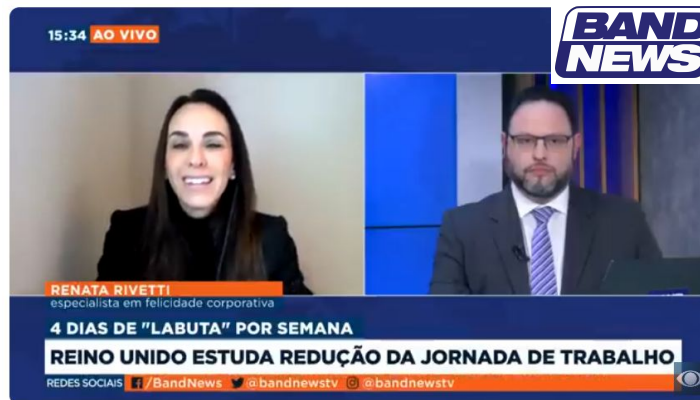 15:34 AO VIVO
BAND
NEWS
RENATA RIVETTI
especialista em felicidade corporativa
4 DIAS DE "LABUTA" POR SEMANA
REINO UNIDO ESTUDA REDUÇÃO DA JORNADA DE TRABALHO
REDES SOCIAIS /BandNews @bandnewstv @bandnewstv